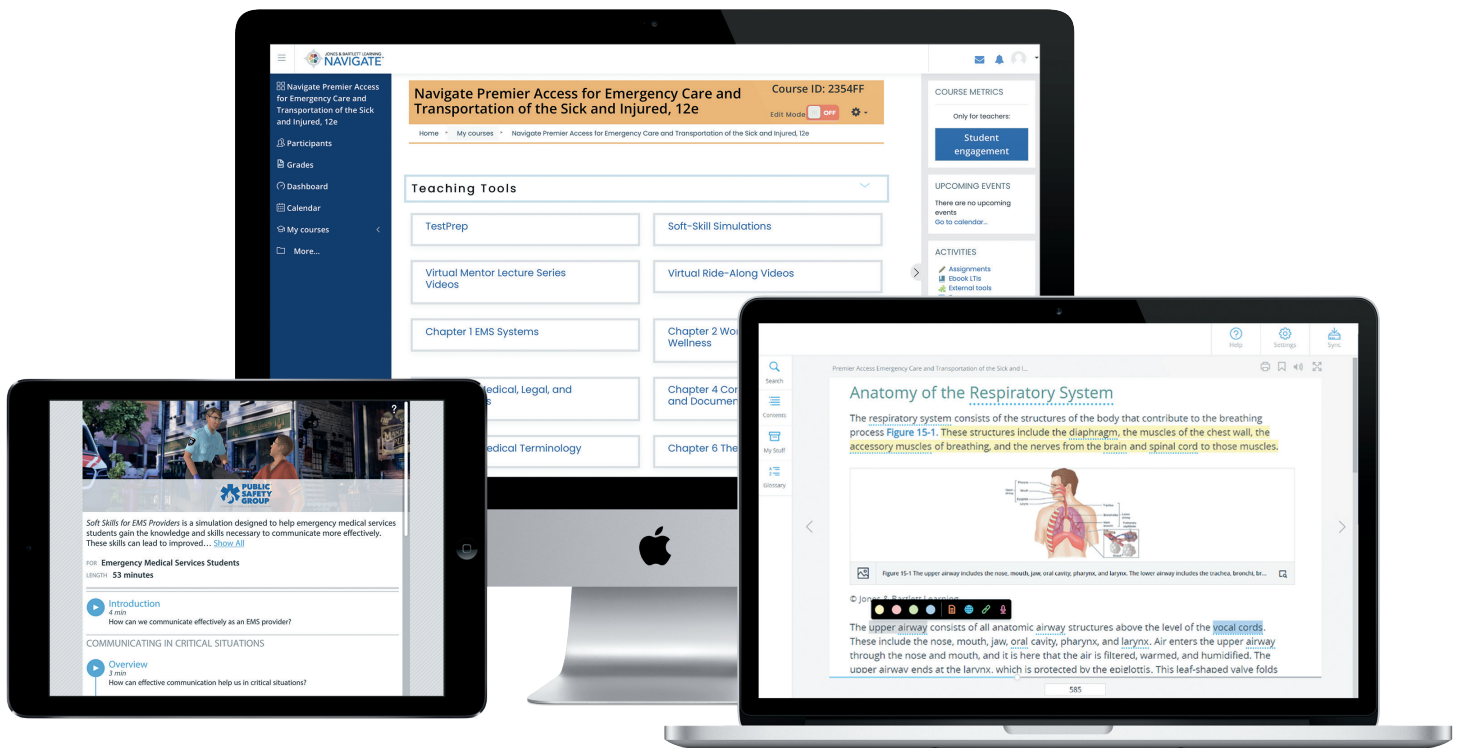 JONES & BARTLETT LEARNING
NAVIGATE
Navigate Premier Access
for Emergency Care and
Transportation of the Sick
and Injured, 12e
Participants
Grades
Dashboard
Calendar
My courses
More...
Navigate Premier Access for Emergency Care and
Transportation of the Sick and Injured, 12e
Course ID: 2354FF
Edit Mode OFF
Home My courses Navigate Premier Access for Emergency Care and Transportation of the Sick and Injured, 12e
Teaching Tools
TestPrep
Soft-Skill Simulations
Virtual Mentor Lecture Series
Videos
Virtual Ride-Along Videos
Chapter 1 EMS Systems
Chapter 2 Wo
Wellness
edical, Legal, and
s
Chapter 4 Co
and Documen
edical Terminology
Chapter 6 The
COURSE METRICS
Only for teachers:
Student
engagement
UPCOMING EVENTS
There are no upcoming
events
Go to calendar...
ACTIVITIES
Assignments
Ebook LTIs
External tools
?
PUBLIC
SAFETY
GROUP
Soft Skills for EMS Providers is a simulation designed to help emergency medical services
students gain the knowledge and skills necessary to communicate more effectively.
These skills can lead to improved... Show All
FOR Emergency Medical Services Students
LENGTH 53 minutes
Introduction
4 min
How can we communicate effectively as an EMS provider?
COMMUNICATING IN CRITICAL SITUATIONS
Overview
3 min
How can effective communication help us in critical situations?
Help
Settings
Sync
Search
Contents
My Stuff
Glossary
Premier Access Emergency Care and Transportation of the Sick and I...
Anatomy of the Respiratory System
The respiratory system consists of the structures of the body that contribute to the breathing
process Figure 15-1. These structures include the diaphragm, the muscles of the chest wall, the
accessory muscles of breathing, and the nerves from the brain and spinal cord to those muscles.
Figure 15-1 The upper airway includes the nose, mouth, jaw, oral cavity, pharynx, and larynx. The lower airway includes the trachea, bronchi, br...
© Jones & Bartlett Learning
The upper airway consists of all anatomic airway structures above the level of the vocal cords.
These include the nose, mouth, jaw, oral cavity, pharynx, and larynx. Air enters the upper airway
through the nose and mouth, and it is here that the air is filtered, warmed, and humidified. The
upper airway ends at the larynx, which is protected by the epiglottis. This leaf-shaped valve folds
585